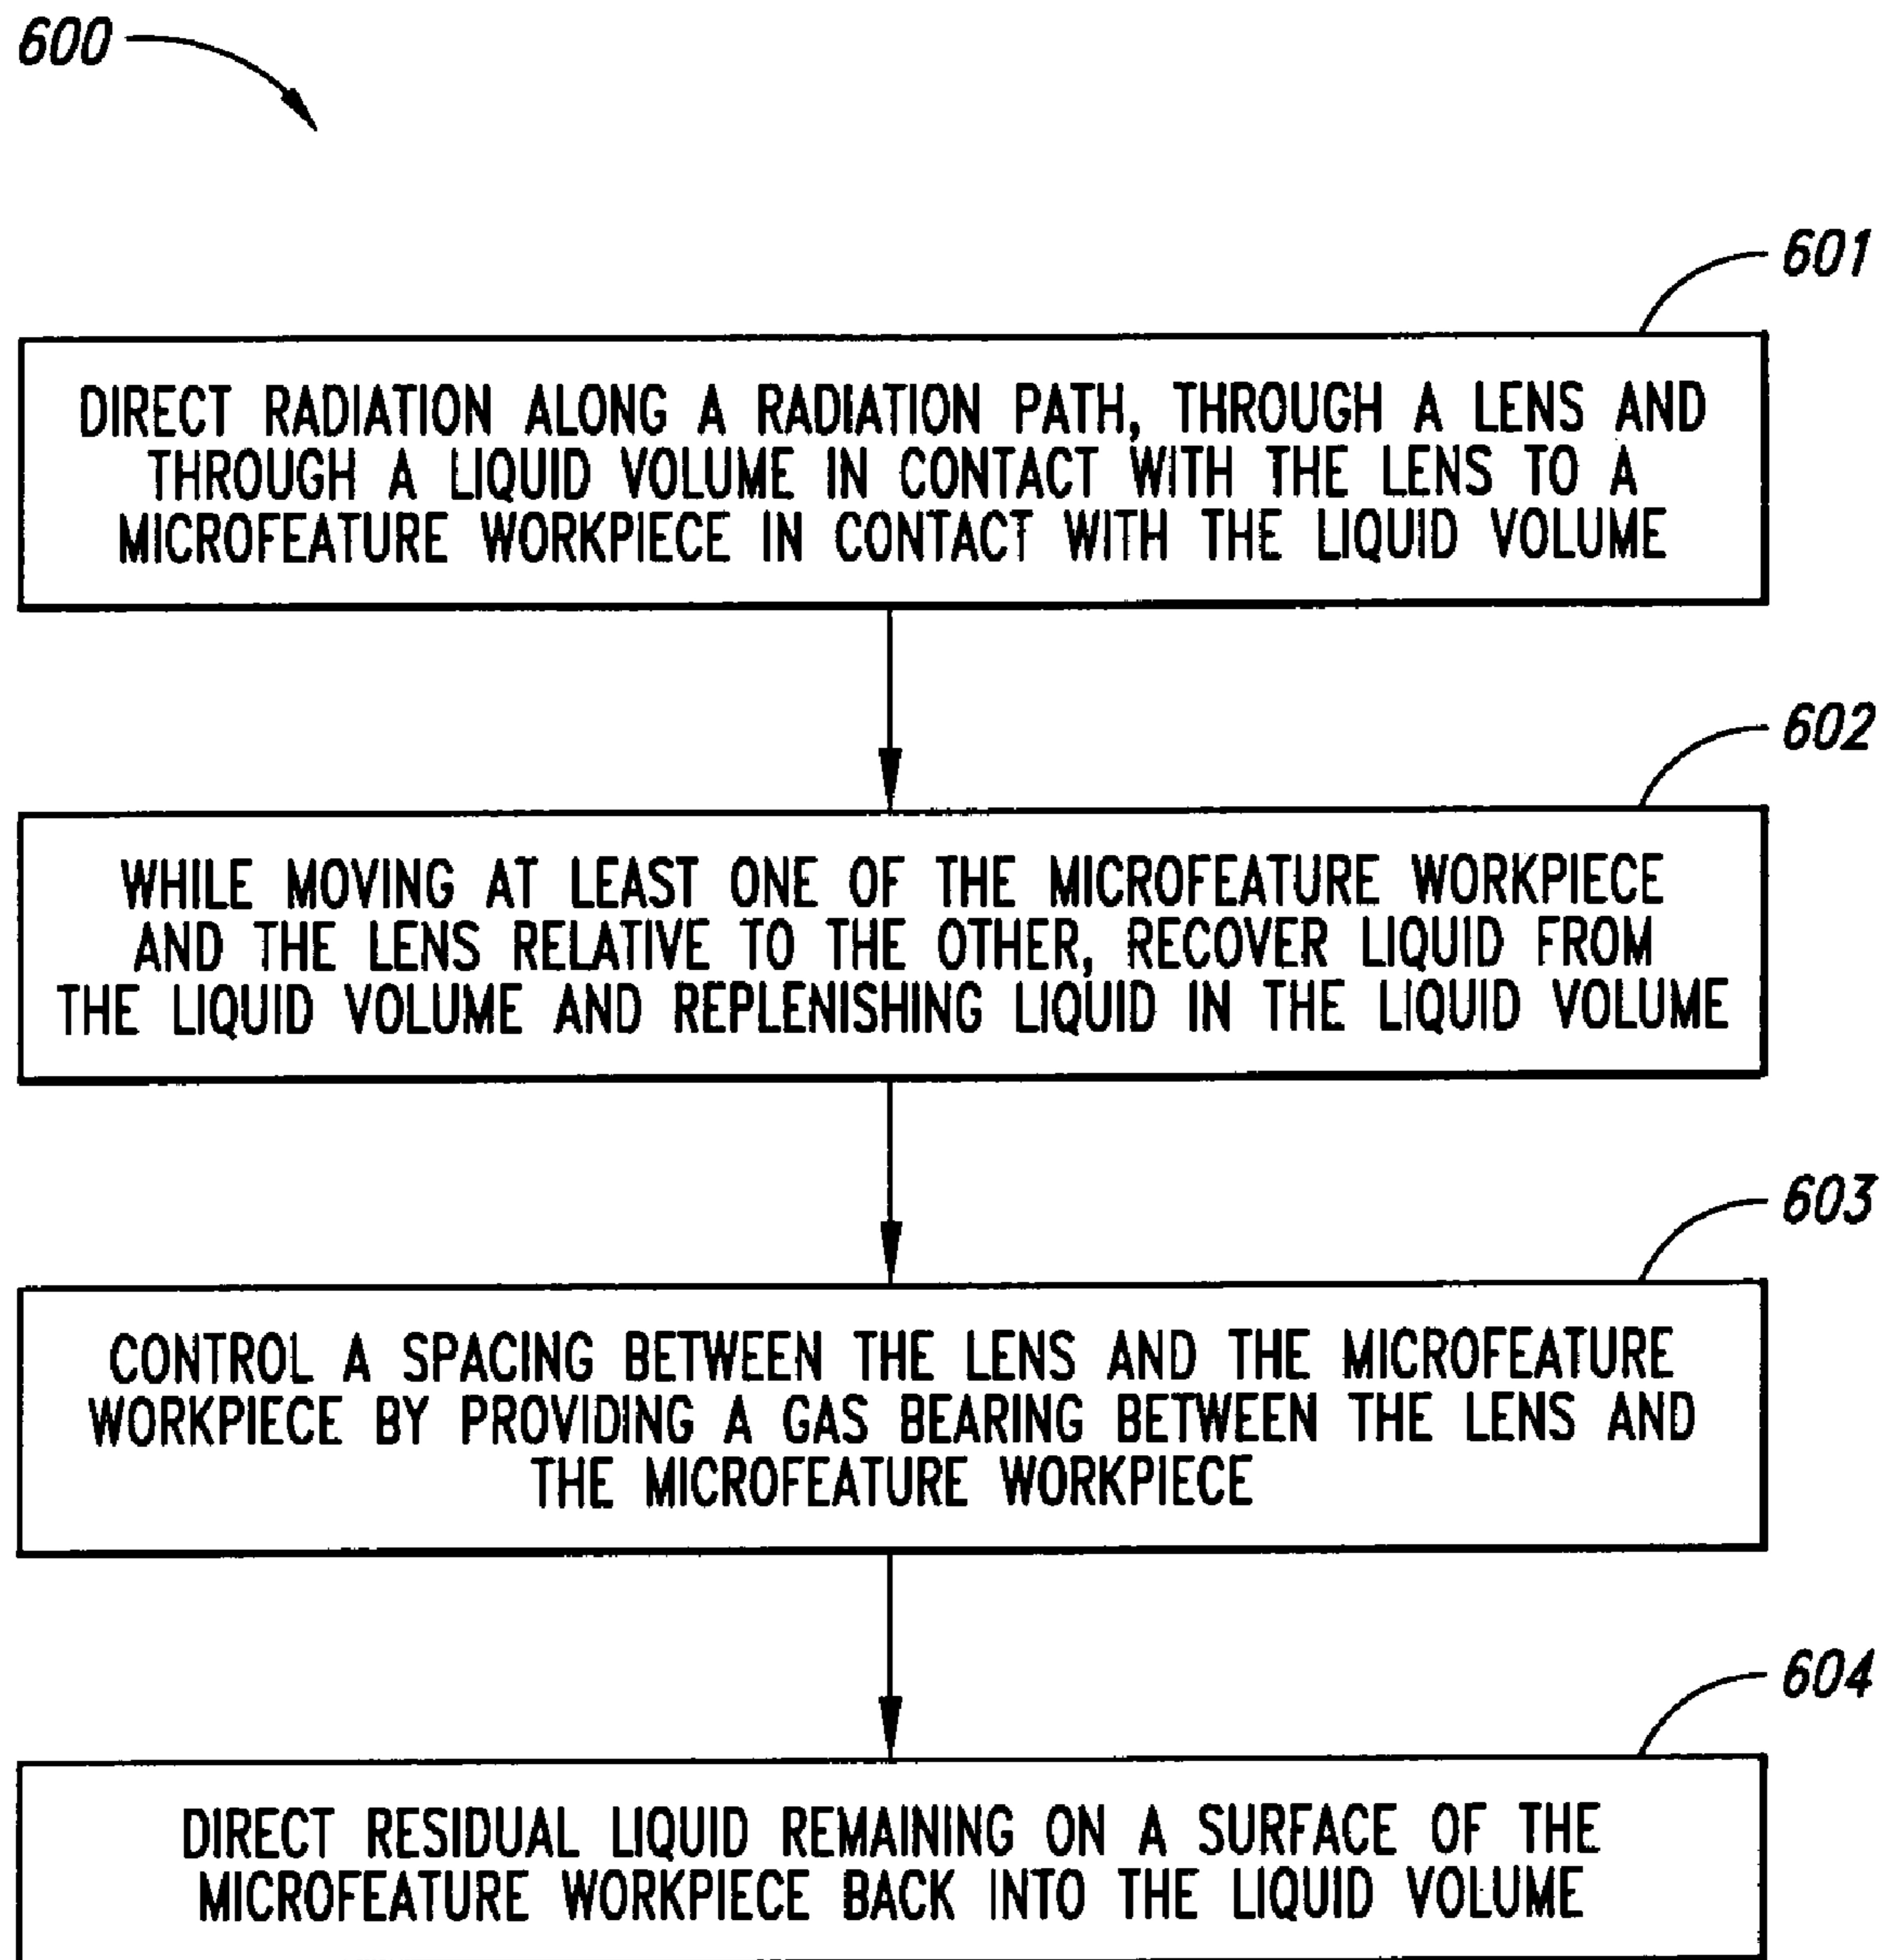 600
601
DIRECT RADIATION ALONG A RADIATION PATH, THROUGH A LENS AND
THROUGH A LIQUID VOLUME IN CONTACT WITH THE LENS TO A
MICROFEATURE WORKPIECE IN CONTACT WITH THE LIQUID VOLUME
602
WHILE MOVING AT LEAST ONE OF THE MICROFEATURE WORKPIECE
AND THE LENS RELATIVE TO THE OTHER, RECOVER LIQUID FROM
THE LIQUID VOLUME AND REPLENISHING LIQUID IN THE LIQUID VOLUME
603
CONTROL A SPACING BETWEEN THE LENS AND THE MICROFEATURE
WORKPIECE BY PROVIDING A GAS BEARING BETWEEN THE LENS AND
THE MICROFEATURE WORKPIECE
604
DIRECT RESIDUAL LIQUID REMAINING ON A SURFACE OF THE
MICROFEATURE WORKPIECE BACK INTO THE LIQUID VOLUME